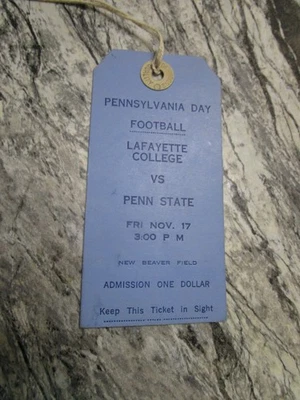 PENNSYLVANIA DAY
FOOTBALL
LAFAYETTE
COLLEGE
VS
PENN STATE
FRI NOV. 17
3.00 P M
NEW BEAVER FIELD
ADMISSION ONE DOLLAR
Keep This Ticket in Sight